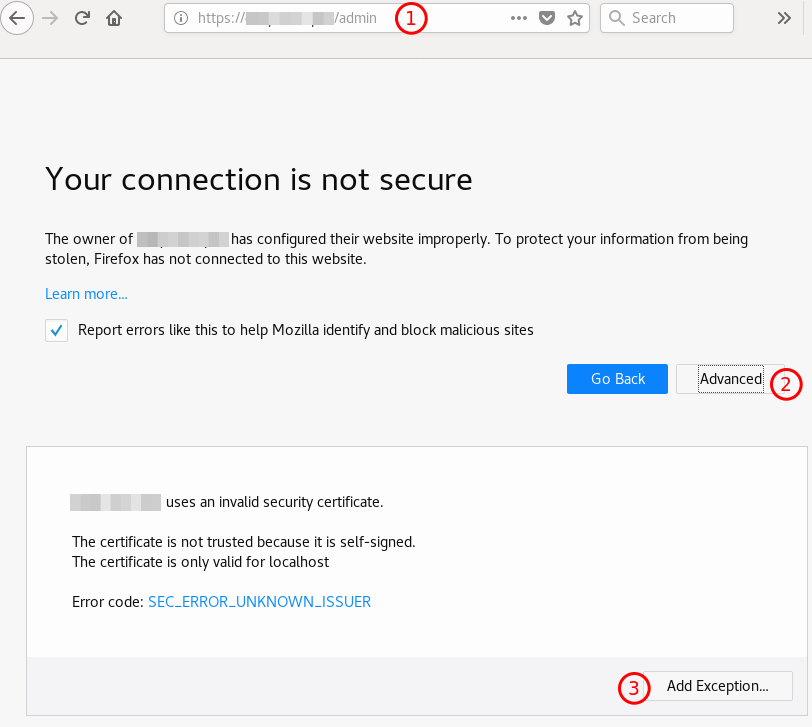 https:// /admin 1 ••• Search
Your connection is not secure
The owner of has configured their website improperly. To protect your information from being
stolen, Firefox has not connected to this website.
Learn more...
Report errors like this to help Mozilla identify and block malicious sites
Go Back Advanced 2
uses an invalid security certificate.
The certificate is not trusted because it is self-signed.
The certificate is only valid for localhost
Error code: SEC_ERROR_UNKNOWN_ISSUER
3 Add Exception...